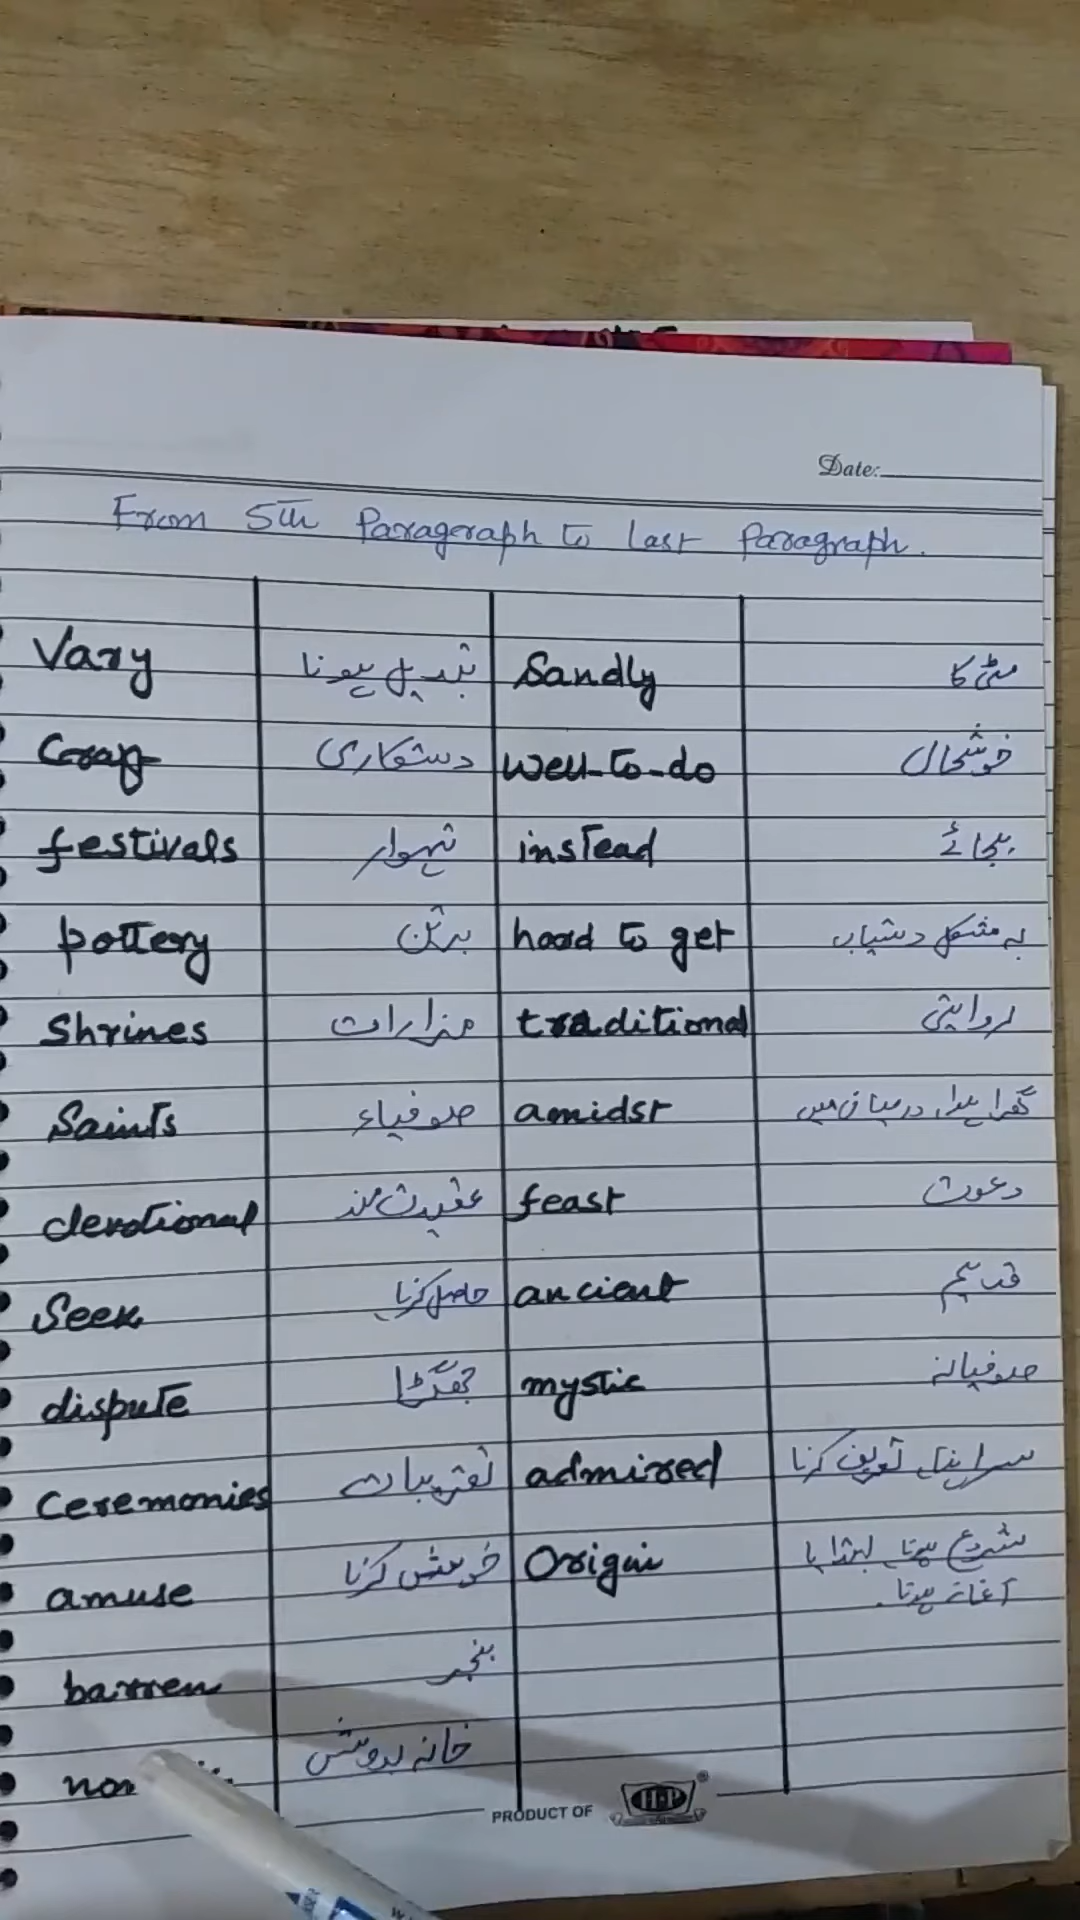 Date:
From 5th Parageraph to Last Paragraph.
Vary تبدیل ہونا Sandly مٹی کا
Craft دستکاری well-to-do خوشحال
festivals تہوار instead بجائے
pottery برتن hard to get بہ مشکل دستیاب
Shrines مزارات traditional روایتی
Saints صوفیاء amidst گھرا ہوا، درمیان میں
devotional عقیدت مند feast دعوت
Seek حاصل کرنا ancient قدیم
dispute جھگڑا mystic صوفیانہ
Ceremonies تقریبات admired سراہنا، تعریف کرنا
amuse خوش کرنا Origin شروع ہونا، ابتدا یا
آغاز ہونا۔
barren بنجر
خانہ بدوش
PRODUCT OF HP